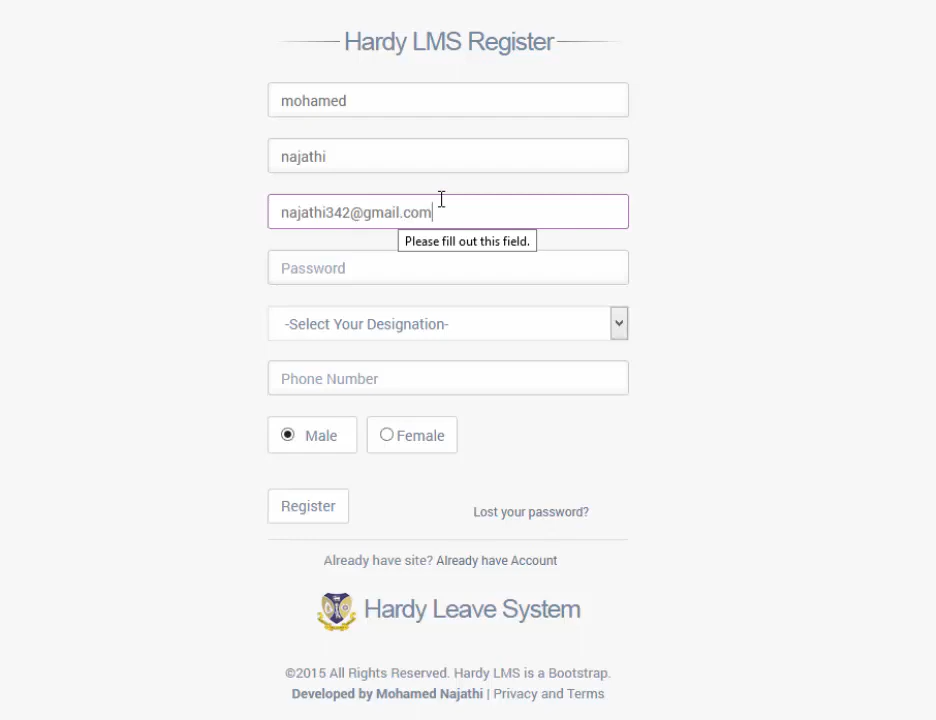 Hardy LMS Register
mohamed
najathi
najathi342@gmail.com
Please fill out this field.
Password
-Select Your Designation-
Phone Number
Male Female
Register Lost your password?
Already have site? Already have Account
Hardy Leave System
©2015 All Rights Reserved. Hardy LMS is a Bootstrap.
Developed by Mohamed Najathi | Privacy and Terms